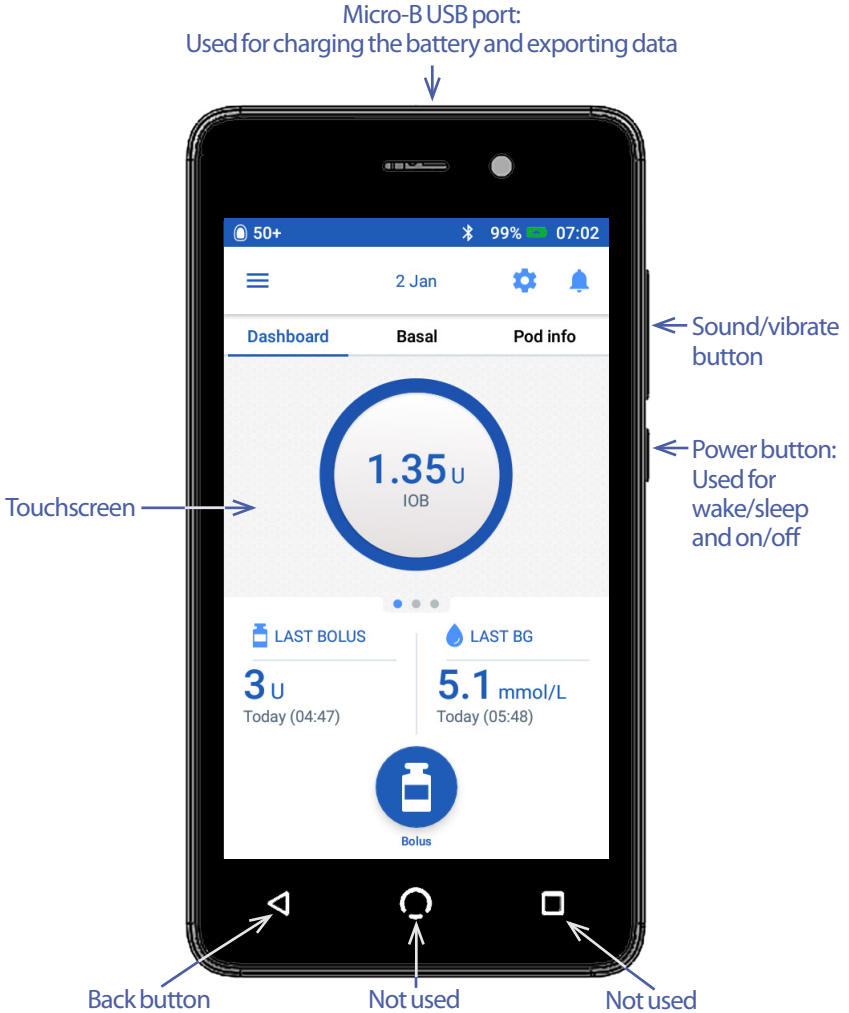 Micro-B USB port:
Used for charging the battery and exporting data
50+ 99% 07:02
2 Jan
Dashboard Basal Pod info
Sound/vibrate
button
1.35 U
IOB
Power button:
Used for
wake/sleep
and on/off
Touchscreen
LAST BOLUS LAST BG
3 U 5.1 mmol/L
Today (04:47) Today (05:48)
Bolus
Back button Not used Not used